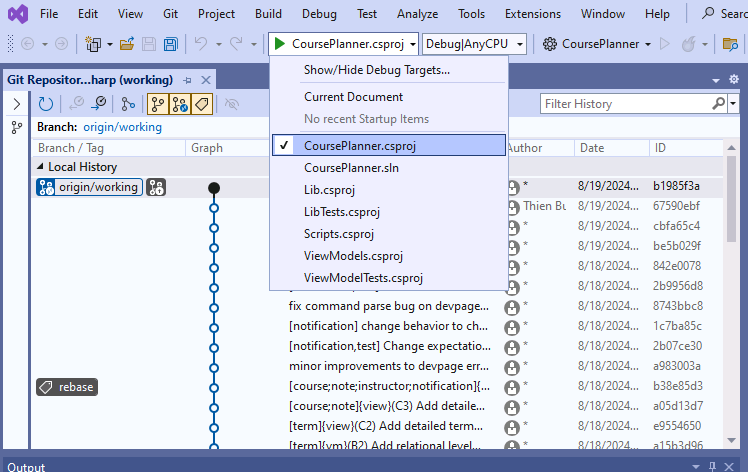 File Edit View Git Project Build Debug Test Analyze Tools Extensions Window Help Searc
CoursePlanner.csproj Debug|AnyCPU CoursePlanner
Git Repositor...harp (working)
Show/Hide Debug Targets...
Current Document
No recent Startup Items
CoursePlanner.csproj
CoursePlanner.sln
Lib.csproj
LibTests.csproj
Scripts.csproj
ViewModels.csproj
ViewModelTests.csproj
Filter History
Branch: origin/working
Branch / Tag Graph Author Date ID
Local History
origin/working * 8/19/2024... b1985f3a
Thien Bu 8/19/2024... 67590ebf
* 8/19/2024... cbfa65c4
* 8/18/2024... be5b029f
* 8/18/2024... 842e0078
* 8/18/2024... 2b9956d8
fix command parse bug on devpage... * 8/18/2024... 8743bbc8
[notification] change behavior to ch... * 8/18/2024... 1c7ba85c
[notification,test] Change expectatio... * 8/18/2024... 2b07ce30
minor improvements to devpage err... * 8/18/2024... a983003a
rebase [course;note;instructor;notification]{... * 8/18/2024... b38e85d3
[course;note]{view}(C3) Add detaile... * 8/18/2024... a05d13d7
[term]{view}(C2) Add detailed term... * 8/18/2024... e9554650
[term]{vm}(B2) Add relational level... * 8/18/2024... a15b3d96
Output